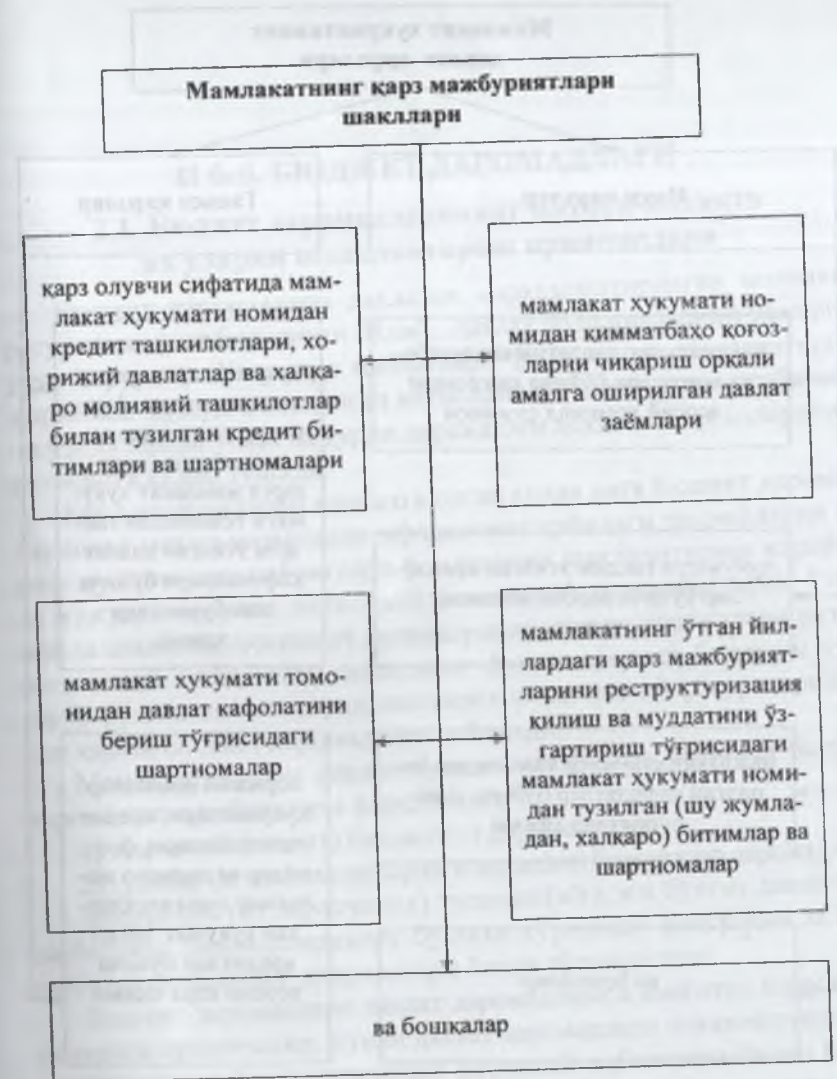 Мамлакатнинг қарз мажбуриятлари
шакллари
қарз олувчи сифатида мам-
лакат ҳукумати номидан
кредит ташкилотлари, хо-
рижий давлатлар ва халқа-
ро молиявий ташкилотлар
билан тузилган кредит би-
тимлари ва шартномалари
мамлакат ҳукумати но-
мидан қимматбаҳо қоғоз-
ларни чиқариш орқали
амалга оширилган давлат
заёмлари
мамлакат ҳукумати томо-
нидан давлат кафолатини
бериш тўғрисидаги
шартномалар
мамлакатнинг ўтган йил-
лардаги қарз мажбурият-
ларини реструктуризация
қилиш ва муддатини ўз-
гартириш тўғрисидаги
мамлакат ҳукумати номи-
дан тузилган (шу жумла-
дан, халқаро) битимлар ва
шартномалар
ва бошқалар